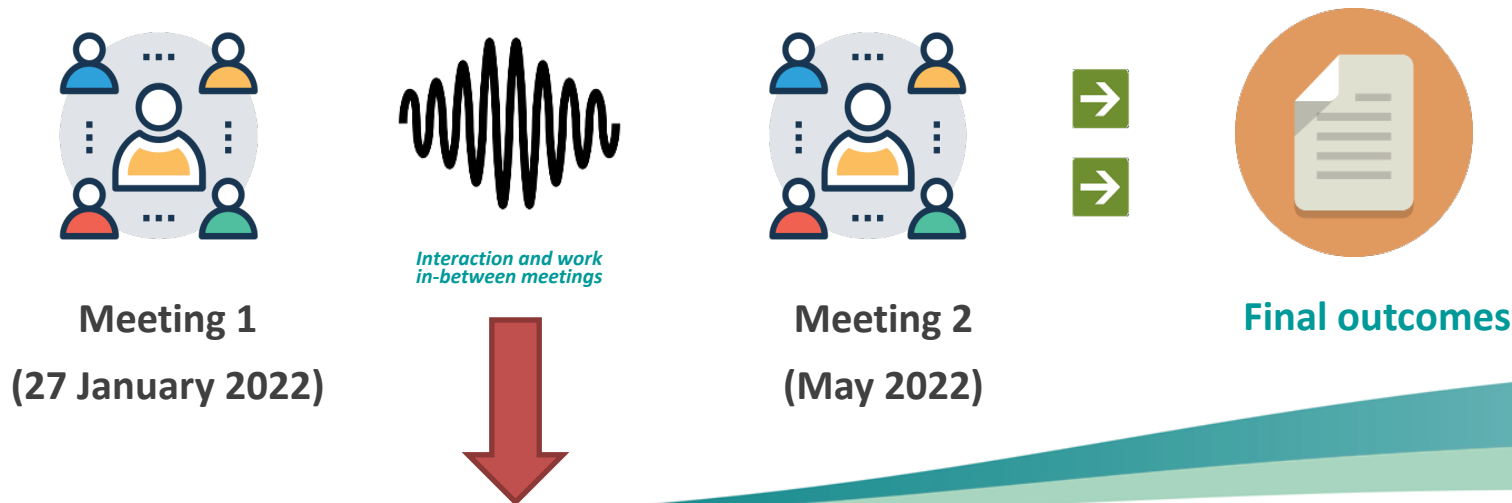 Interaction and work
in-between meetings
Meeting 1
(27 January 2022)
Meeting 2
(May 2022)
Final outcomes